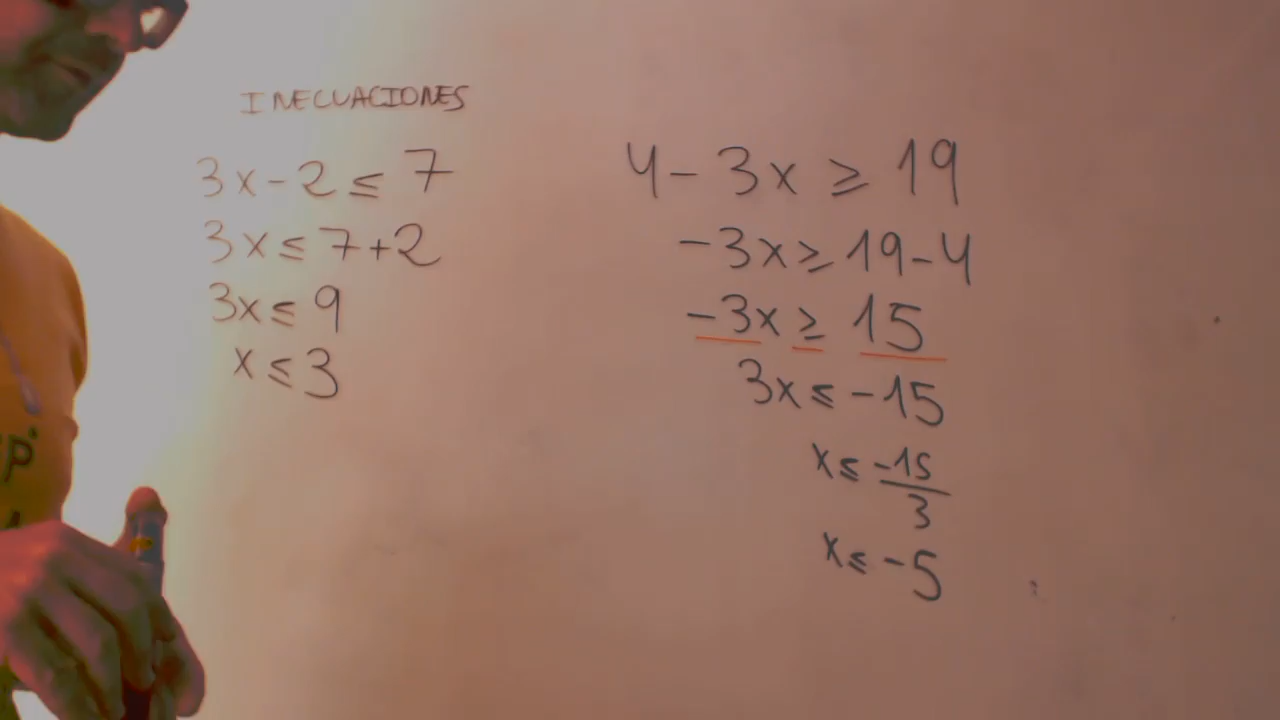 INECUACIONES
3x - 2 ≤ 7
3x ≤ 7 + 2
3x ≤ 9
x ≤ 3
4 - 3x ≥ 19
-3x ≥ 19 - 4
-3x ≥ 15
3x ≤ -15
x ≤ -15/3
x ≤ -5